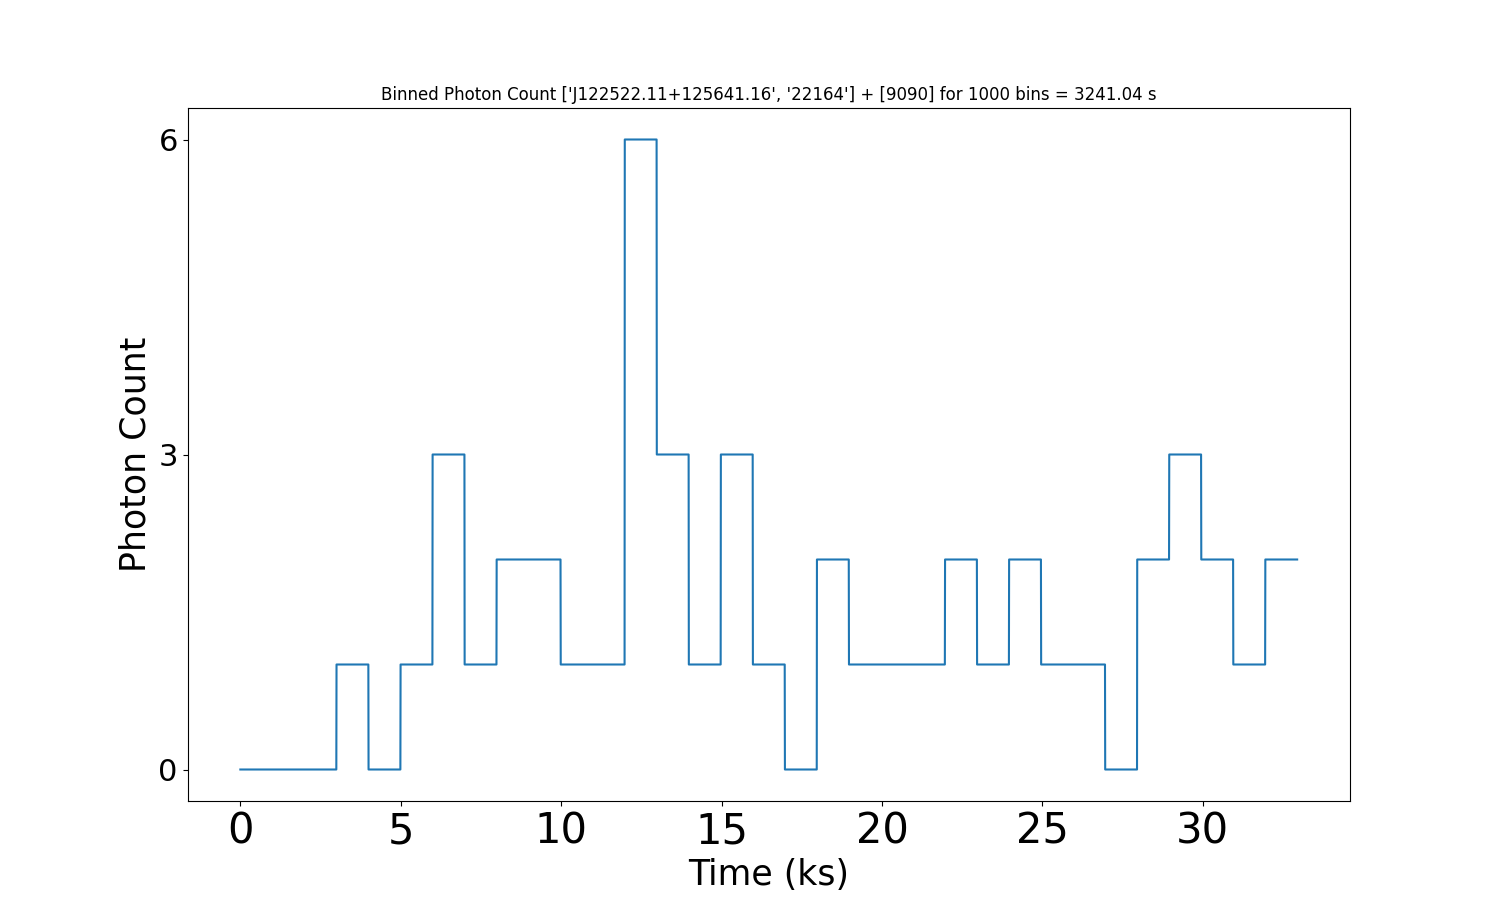 Binned Photon Count ['J122522.11+125641.16', '22164'] + [9090] for 1000 bins = 3241.04 s
6
3
0
Photon Count
0 5 10 15 20 25 30
Time (ks)